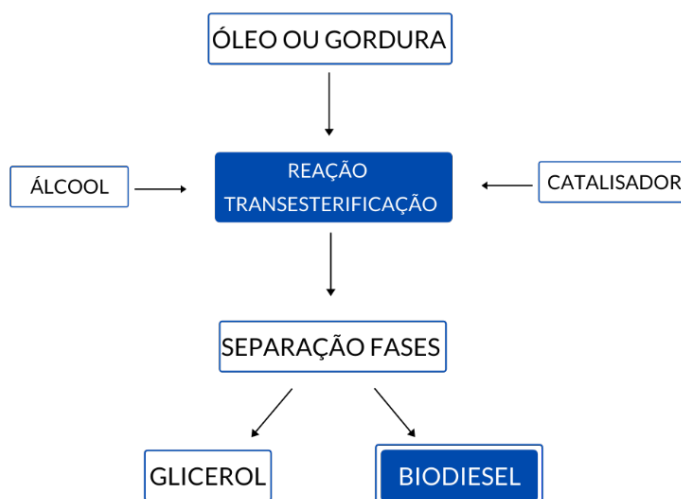 ÓLEO OU GORDURA
REAÇÃO
TRANSESTERIFICAÇÃO
ÁLCOOL
CATALISADOR
SEPARAÇÃO FASES
GLICEROL
BIODIESEL